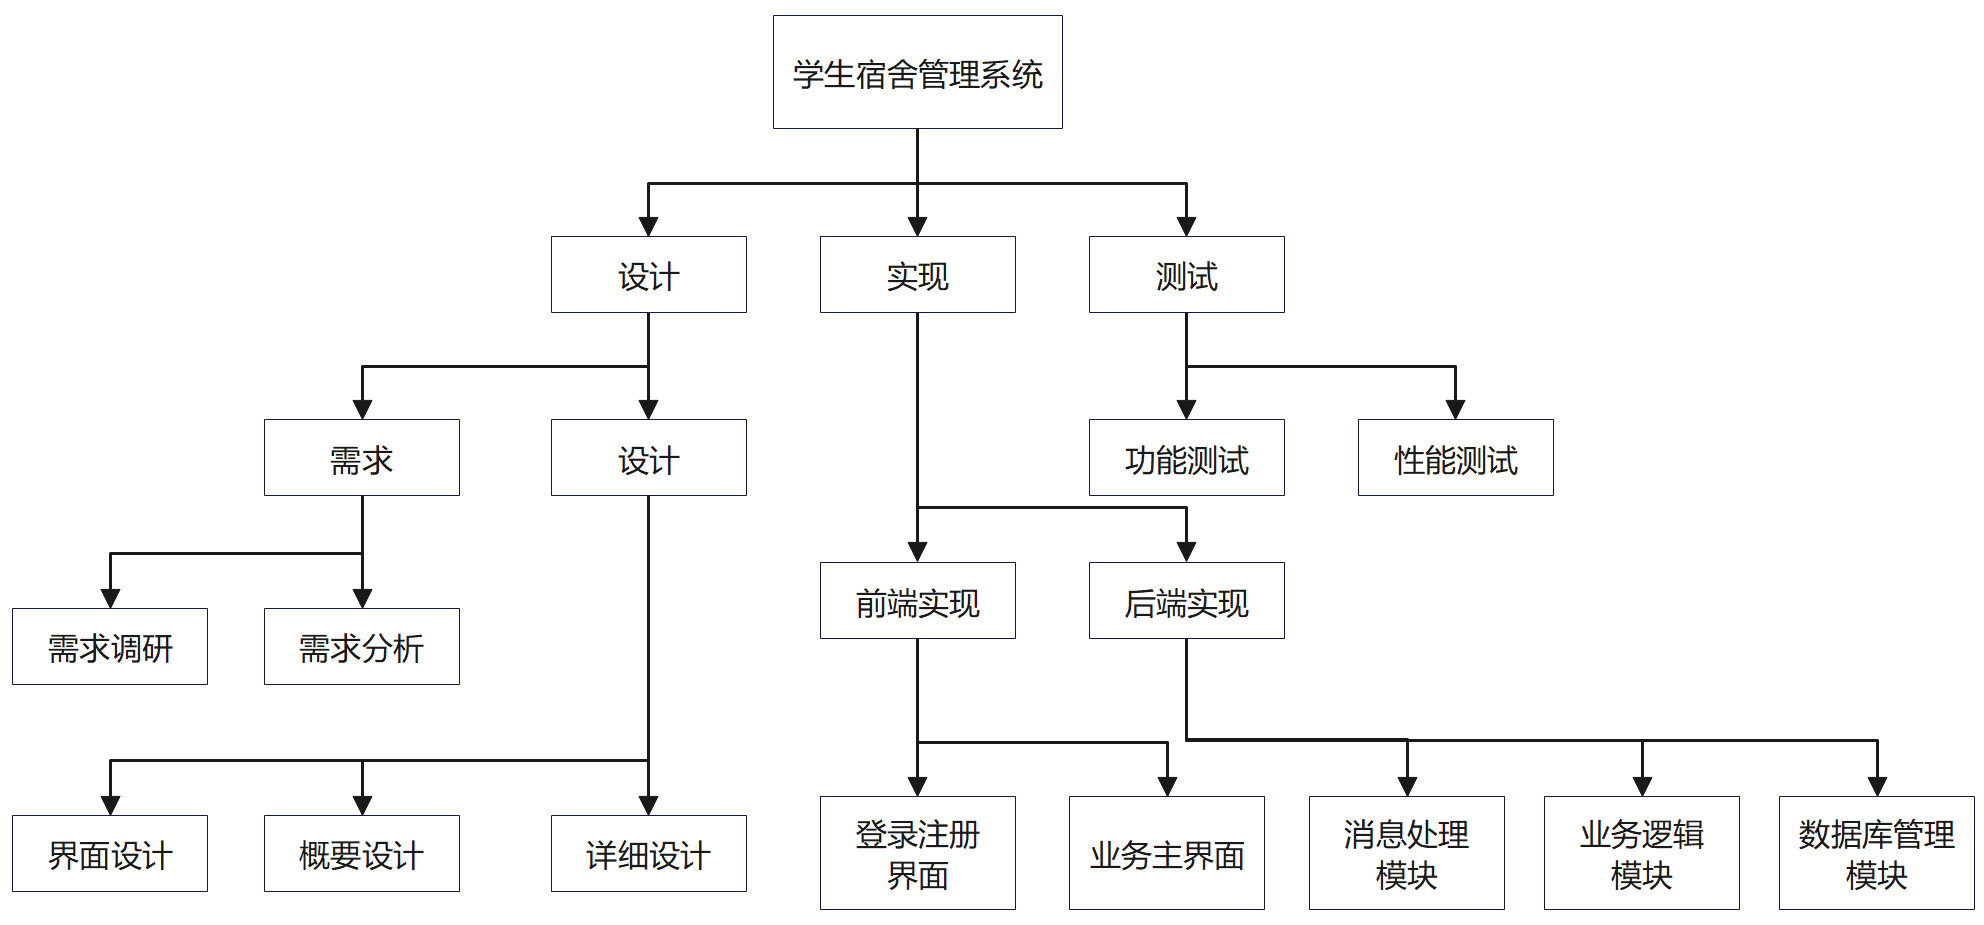 学生宿舍管理系统
设计
实现
测试
需求
设计
功能测试
性能测试
前端实现
后端实现
需求调研
需求分析
界面设计
概要设计
详细设计
登录注册
界面
业务主界面
消息处理
模块
业务逻辑
模块
数据库管理
模块